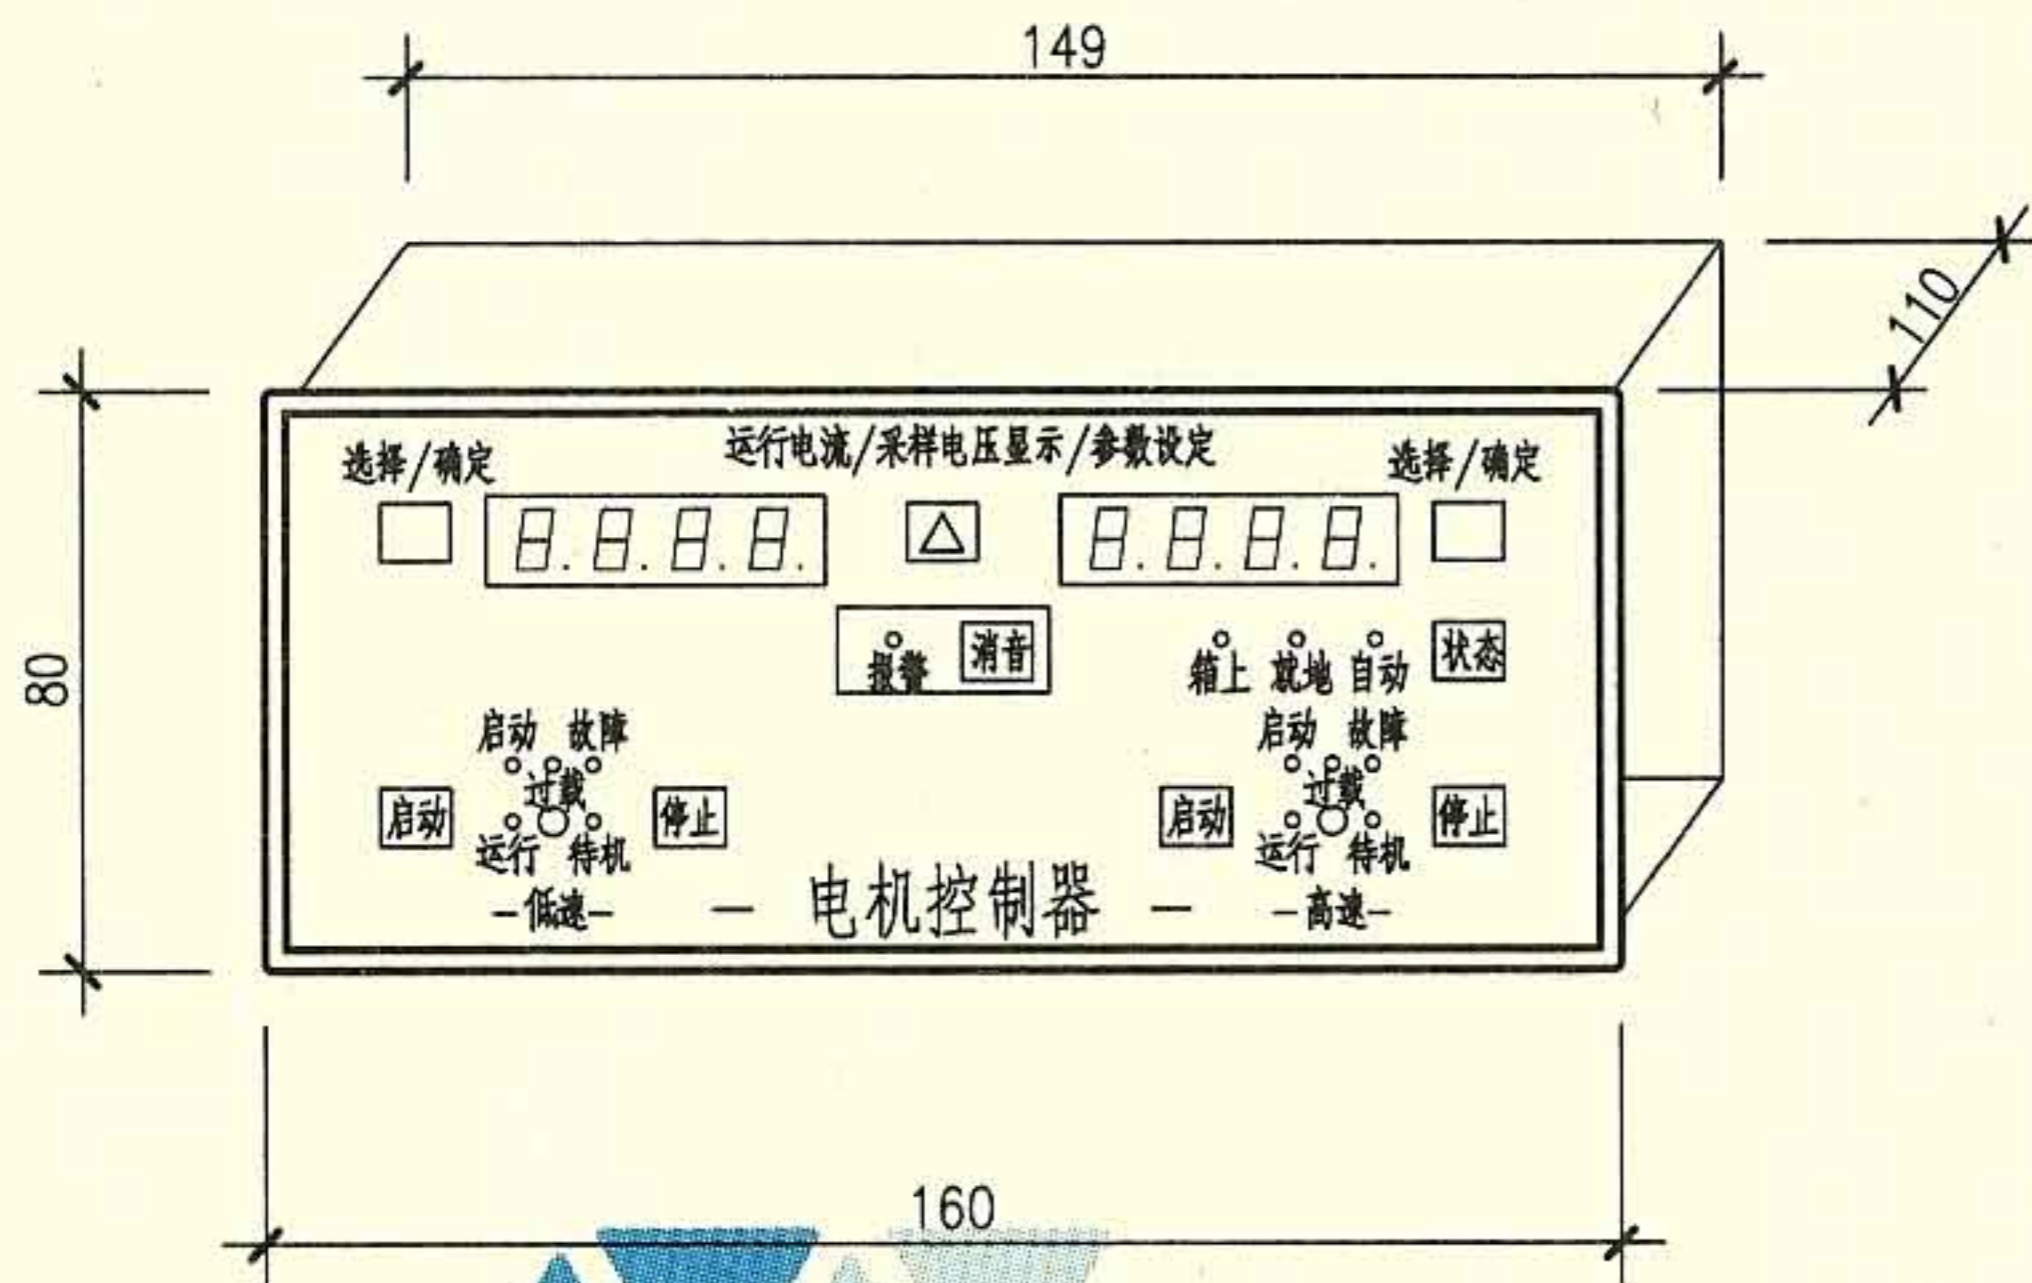 149
110
80
运行电流/采样电压显示/参数设定
选择/确定
选择/确定
8.8.8.8.
△
8.8.8.8.
报警 消音
箱上 就地 自动 状态
启动 故障
过载
启动 停止
运行 待机
-低速-
启动 故障
过载
启动 停止
运行 待机
-高速-
— 电机控制器 —
160